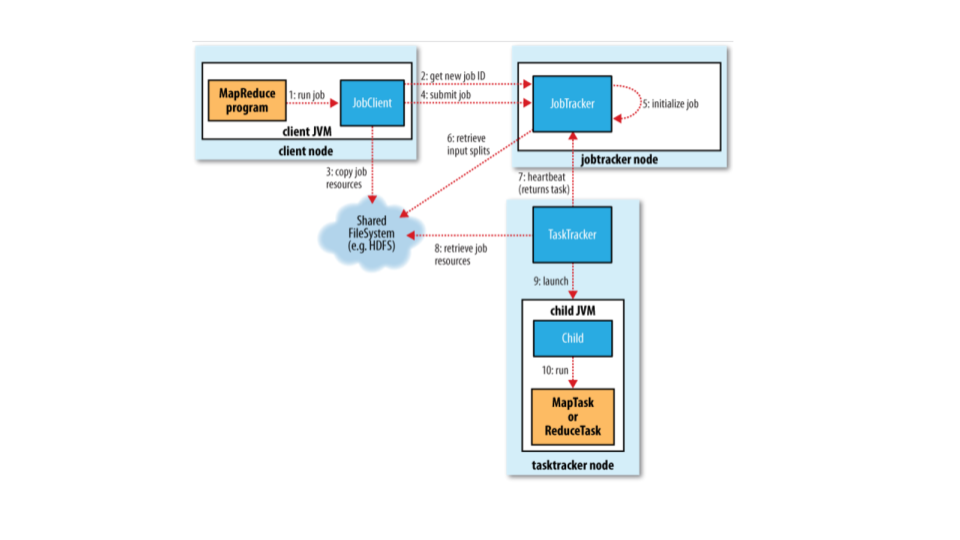 MapReduce
program
1: run job
JobClient
client JVM
client node
2: get new job ID
4: submit job
JobTracker
5: initialize job
jobtracker node
3: copy job
resources
6: retrieve
input splits
7: heartbeat
(returns task)
Shared
FileSystem
(e.g. HDFS)
8: retrieve job
resources
TaskTracker
9: launch
child JVM
Child
10: run
MapTask
or
ReduceTask
tasktracker node